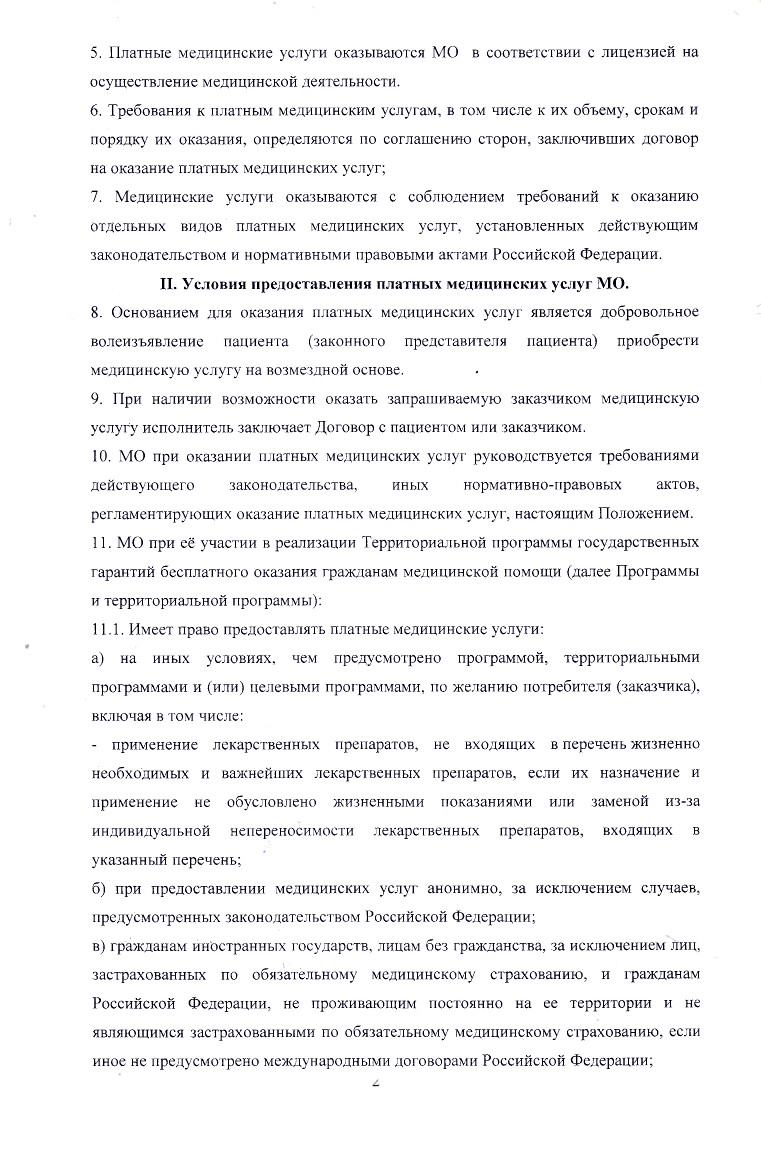 5. Платные медицинские услуги оказываются МО в соответствии с лицензией на
осуществление медицинской деятельности.
6. Требования к платным медицинским услугам, в том числе к их объему, срокам и
порядку их оказания, определяются по соглашению сторон, заключивших договор
на оказание платных медицинских услуг;
7. Медицинские услуги оказываются с соблюдением требований к оказанию
отдельных видов платных медицинских услуг, установленных действующим
законодательством и нормативными правовыми актами Российской Федерации.
II. Условия предоставления платных медицинских услуг МО.
8. Основанием для оказания платных медицинских услуг является добровольное
волеизъявление пациента (законного представителя пациента) приобрести
медицинскую услугу на возмездной основе.
9. При наличии возможности оказать запрашиваемую заказчиком медицинскую
услугу исполнитель заключает Договор с пациентом или заказчиком.
10. МО при оказании платных медицинских услуг руководствуется требованиями
действующего законодательства, иных нормативно-правовых актов,
регламентирующих оказание платных медицинских услуг, настоящим Положением.
11. МО при её участии в реализации Территориальной программы государственных
гарантий бесплатного оказания гражданам медицинской помощи (далее Программы
и территориальной программы):
11.1. Имеет право предоставлять платные медицинские услуги:
а) на иных условиях, чем предусмотрено программой, территориальными
программами и (или) целевыми программами, по желанию потребителя (заказчика),
включая в том числе:
- применение лекарственных препаратов, не входящих в перечень жизненно
необходимых и важнейших лекарственных препаратов, если их назначение и
применение не обусловлено жизненными показаниями или заменой из-за
индивидуальной непереносимости лекарственных препаратов, входящих в
указанный перечень;
б) при предоставлении медицинских услуг анонимно, за исключением случаев,
предусмотренных законодательством Российской Федерации;
в) гражданам иностранных государств, лицам без гражданства, за исключением лиц,
застрахованных по обязательному медицинскому страхованию, и гражданам
Российской Федерации, не проживающим постоянно на ее территории и не
являющимся застрахованными по обязательному медицинскому страхованию, если
иное не предусмотрено международными договорами Российской Федерации;
2